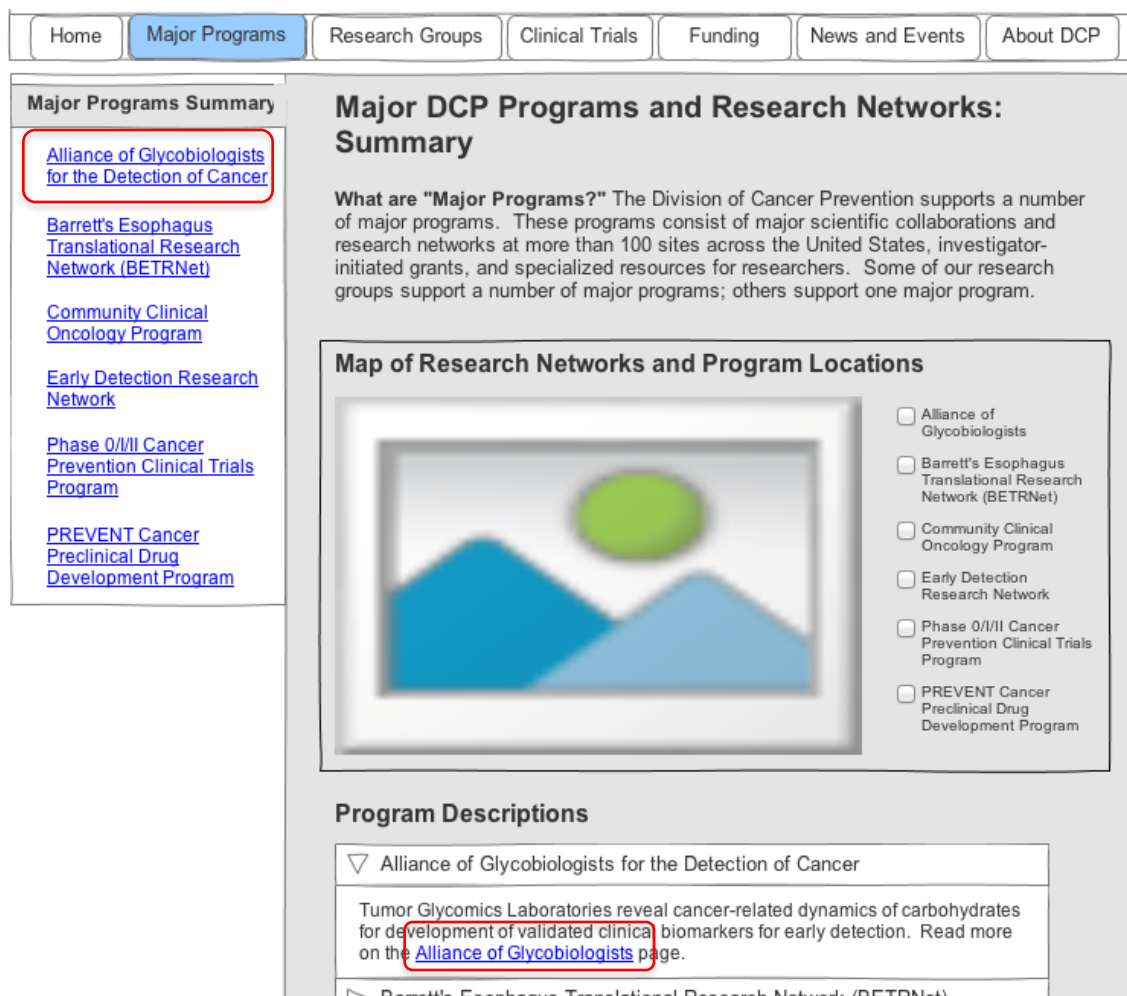 Home Major Programs Research Groups Clinical Trials Funding News and Events About DCP
Major Programs Summary
Alliance of Glycobiologists
for the Detection of Cancer
Barrett's Esophagus
Translational Research
Network (BETRNet)
Community Clinical
Oncology Program
Early Detection Research
Network
Phase 0/I/II Cancer
Prevention Clinical Trials
Program
PREVENT Cancer
Preclinical Drug
Development Program
Major DCP Programs and Research Networks:
Summary
What are "Major Programs?" The Division of Cancer Prevention supports a number
of major programs. These programs consist of major scientific collaborations and
research networks at more than 100 sites across the United States, investigator-
initiated grants, and specialized resources for researchers. Some of our research
groups support a number of major programs; others support one major program.
Map of Research Networks and Program Locations
Alliance of
Glycobiologists
Barrett's Esophagus
Translational Research
Network (BETRNet)
Community Clinical
Oncology Program
Early Detection
Research Network
Phase 0/I/II Cancer
Prevention Clinical Trials
Program
PREVENT Cancer
Preclinical Drug
Development Program
Program Descriptions
Alliance of Glycobiologists for the Detection of Cancer
Tumor Glycomics Laboratories reveal cancer-related dynamics of carbohydrates
for development of validated clinical biomarkers for early detection. Read more
on the Alliance of Glycobiologists page.
Barrett's Esophagus Translational Research Network (BETRNet)